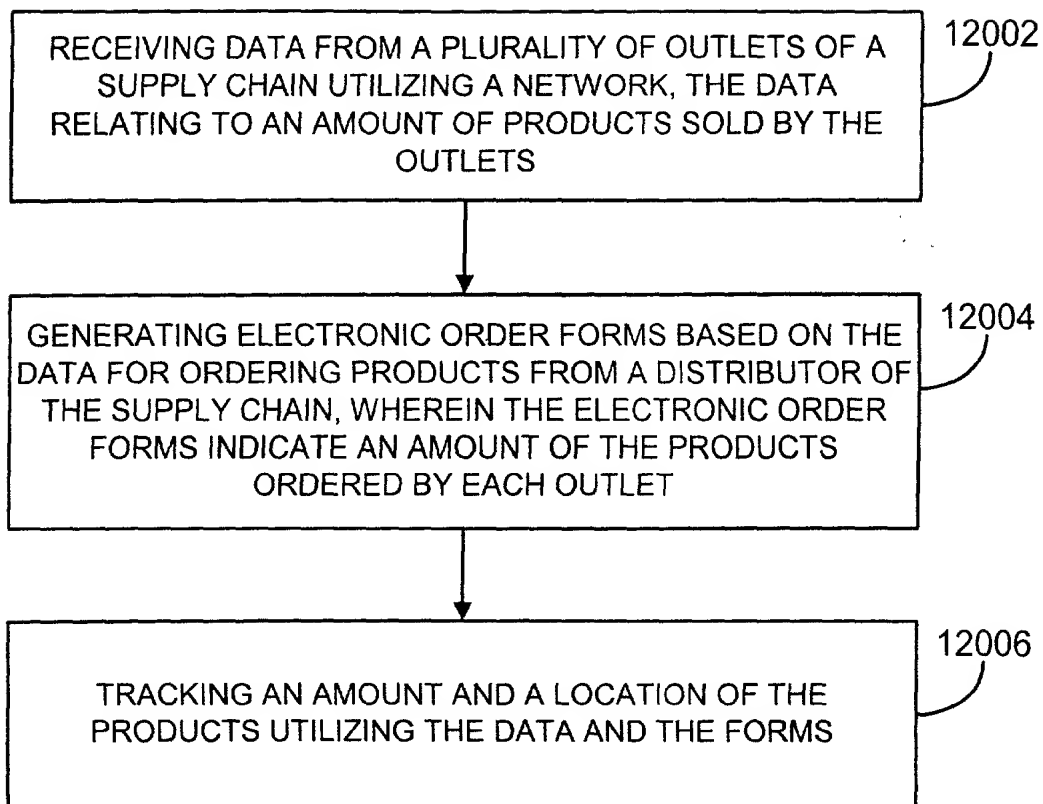 RECEIVING DATA FROM A PLURALITY OF OUTLETS OF A
SUPPLY CHAIN UTILIZING A NETWORK, THE DATA
RELATING TO AN AMOUNT OF PRODUCTS SOLD BY THE
OUTLETS
12002
GENERATING ELECTRONIC ORDER FORMS BASED ON THE
DATA FOR ORDERING PRODUCTS FROM A DISTRIBUTOR OF
THE SUPPLY CHAIN, WHEREIN THE ELECTRONIC ORDER
FORMS INDICATE AN AMOUNT OF THE PRODUCTS
ORDERED BY EACH OUTLET
12004
TRACKING AN AMOUNT AND A LOCATION OF THE
PRODUCTS UTILIZING THE DATA AND THE FORMS
12006